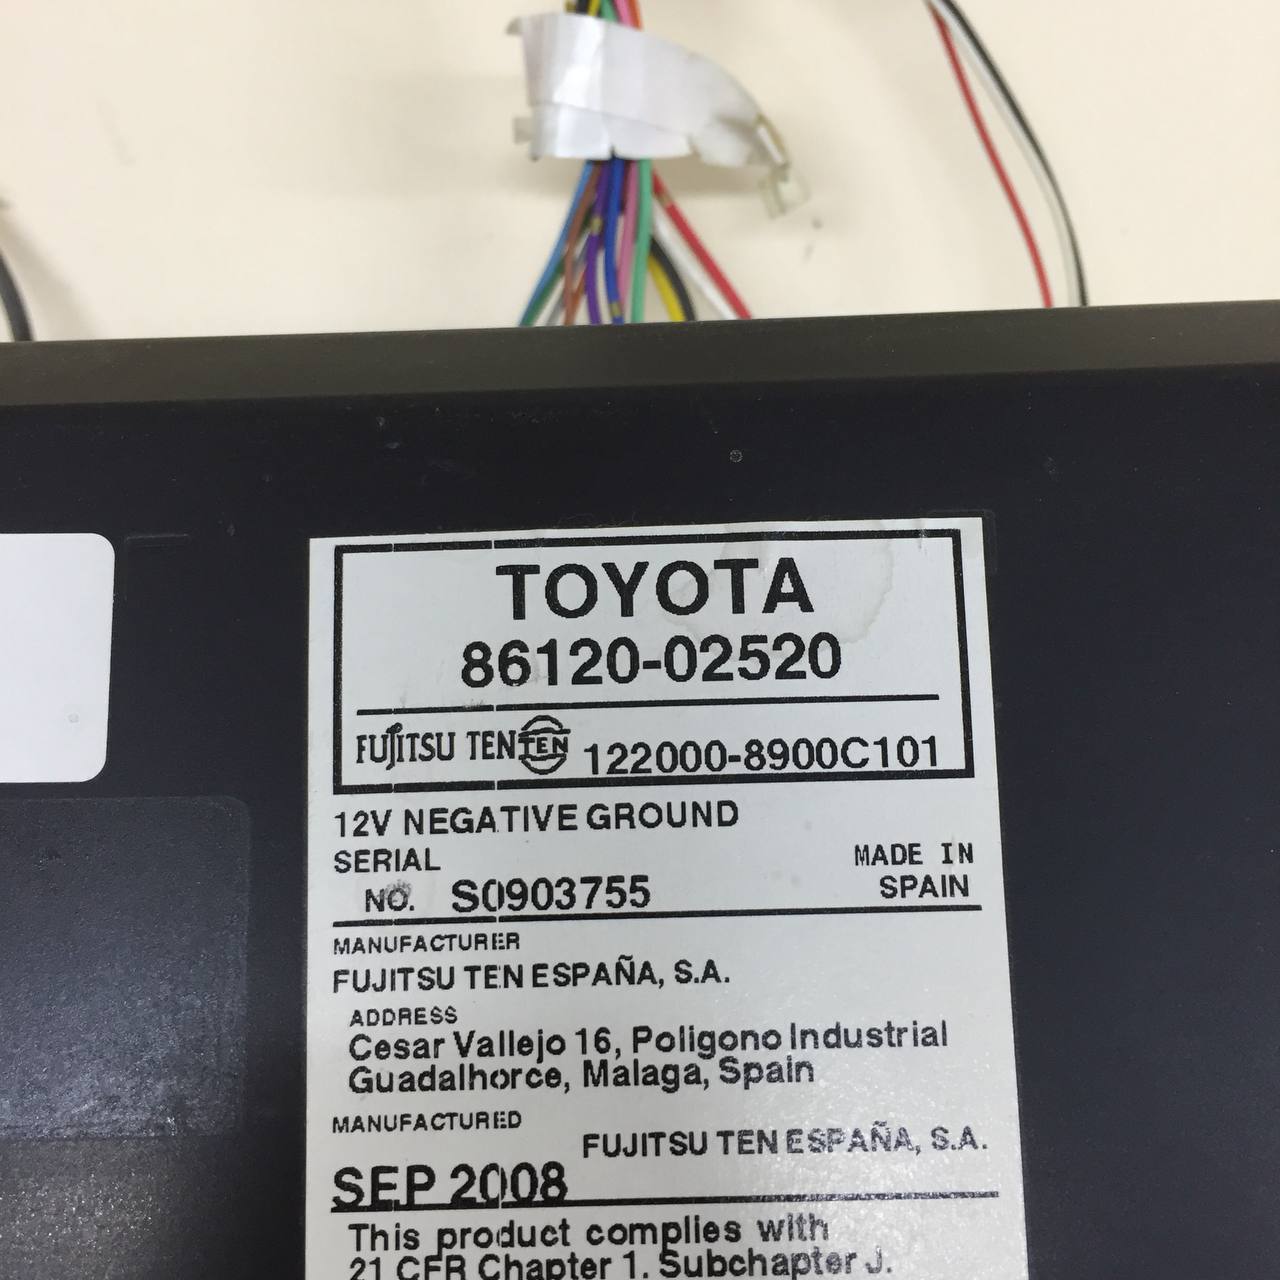 TOYOTA
86120-02520
FUJITSU TEN TEN 122000-8900C101
12V NEGATIVE GROUND
SERIAL
NO. S0903755
MADE IN
SPAIN
MANUFACTURER
FUJITSU TEN ESPAÑA, S.A.
ADDRESS
Cesar Vallejo 16, Poligono Industrial
Guadalhorce, Malaga, Spain
MANUFACTURED
FUJITSU TEN ESPAÑA, S.A.
SEP 2008
This product complies with
21 CFR Chapter 1. Subchapter J.